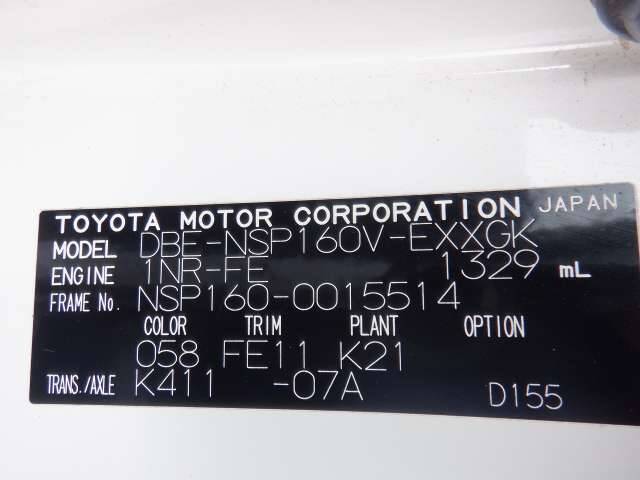 TOYOTA MOTOR CORPORATION JAPAN
MODEL DBE-NSP160V-EXXGK
ENGINE 1NR-FE 1329 mL
FRAME No. NSP160-0015514
COLOR TRIM PLANT OPTION
058 FE11 K21
TRANS./AXLE K411 -07A D155